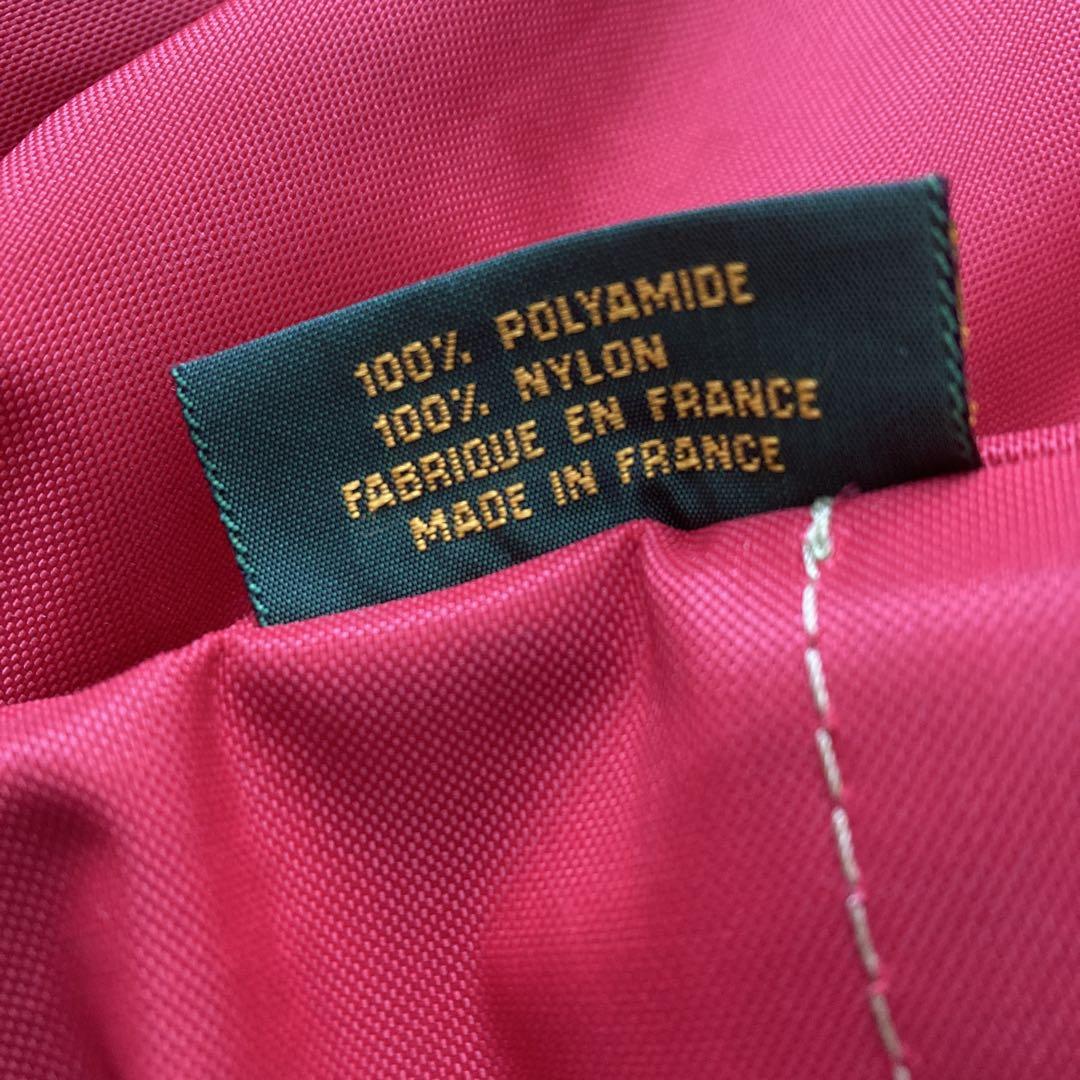 100% POLYAMIDE
100% NYLON
FABRIQUE EN FRANCE
MADE IN FRANCE